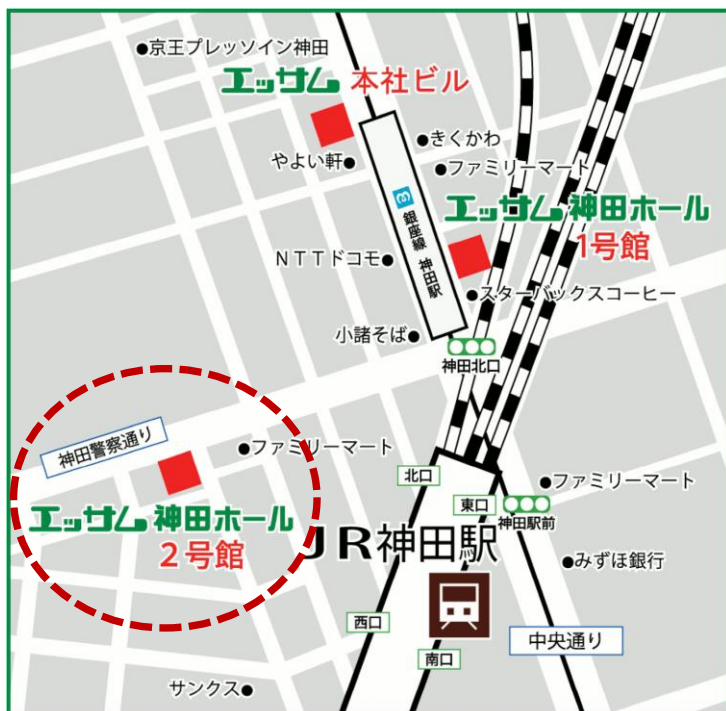 京王プレッソイン神田
エッサム 本社ビル
きくかわ
やよい軒
ファミリーマート
エッサム 神田ホール
1号館
銀座線 神田駅
NTTドコモ
スターバックスコーヒー
小諸そば
神田北口
神田警察通り
ファミリーマート
北口
ファミリーマート
東口
神田駅前
エッサム 神田ホール
2号館
JR神田駅
みずほ銀行
西口
中央通り
南口
サンクス